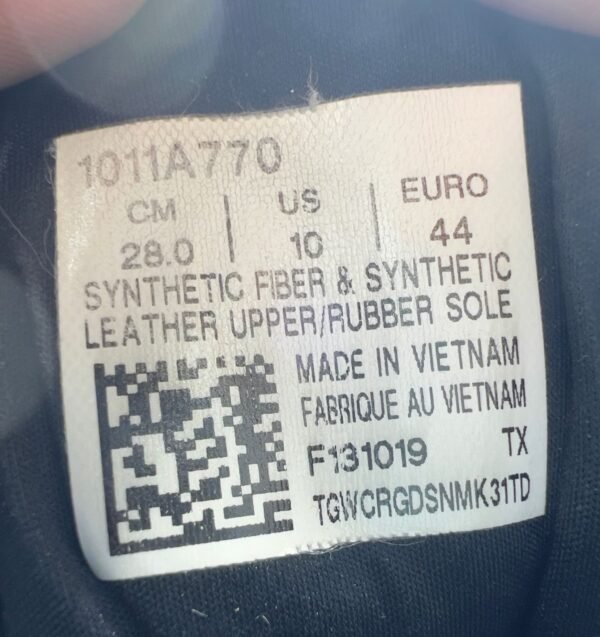 1011A770
CM | US | EURO
28.0 | 10 | 44
SYNTHETIC FIBER & SYNTHETIC
LEATHER UPPER/RUBBER SOLE
MADE IN VIETNAM
FABRIQUE AU VIETNAM
F131019 TX
TGWCRGDSNMK31TD